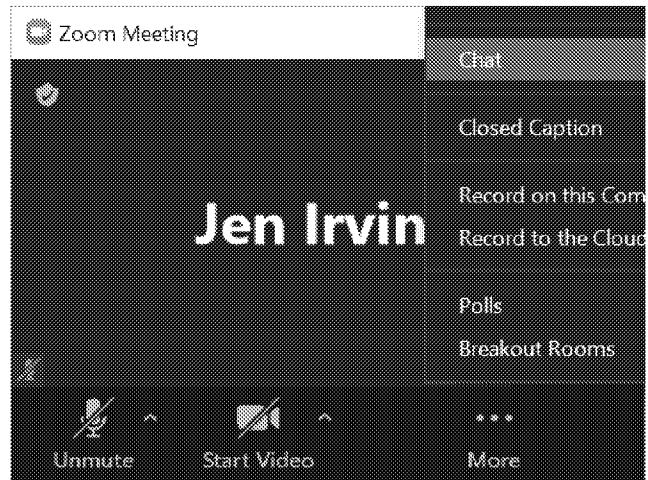 Zoom Meeting
Chat
Closed Caption
Jen Irvin
Record on this Com
Record to the Cloud
Polls
Breakout Rooms
Unmute
Start Video
More